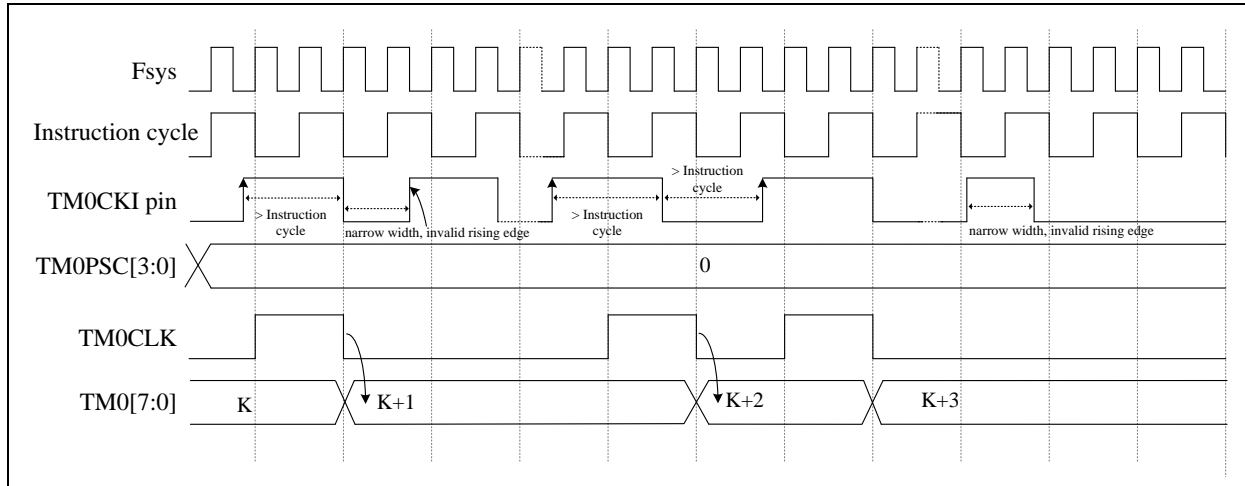 Fsys
Instruction cycle
TM0CKI pin
> Instruction
cycle
narrow width, invalid rising edge
> Instruction
cycle
> Instruction
cycle
narrow width, invalid rising edge
TM0PSC[3:0]
0
TM0CLK
TM0[7:0]
K
K+1
K+2
K+3